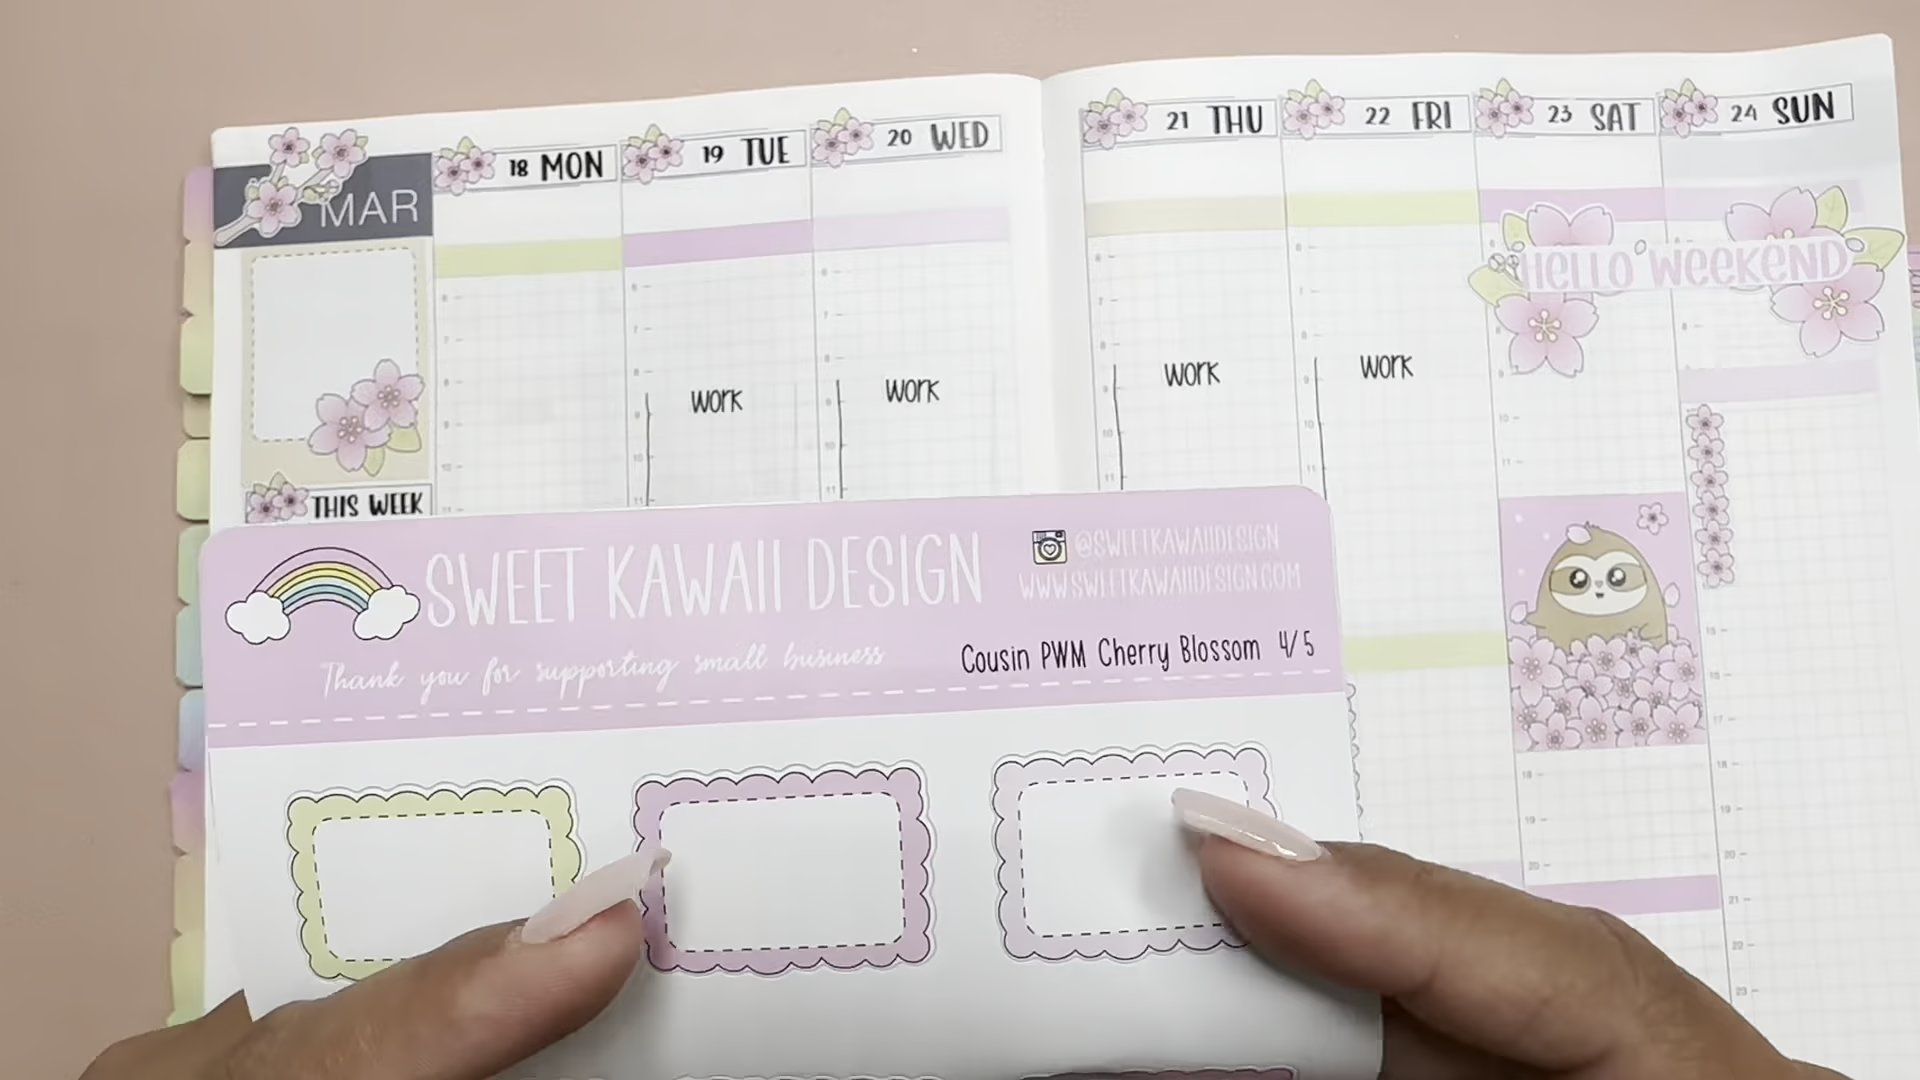 MAR
18 MON
19 TUE
20 WED
21 THU
22 FRI
23 SAT
24 SUN
HELLO WEEKEND
work
work
work
work
THIS WEEK
SWEET KAWAII DESIGN
@SWEETKAWAIIDESIGN
WWW.SWEETKAWAIIDESIGN.COM
Thank you for supporting small business
Cousin PWM Cherry Blossom 4/5